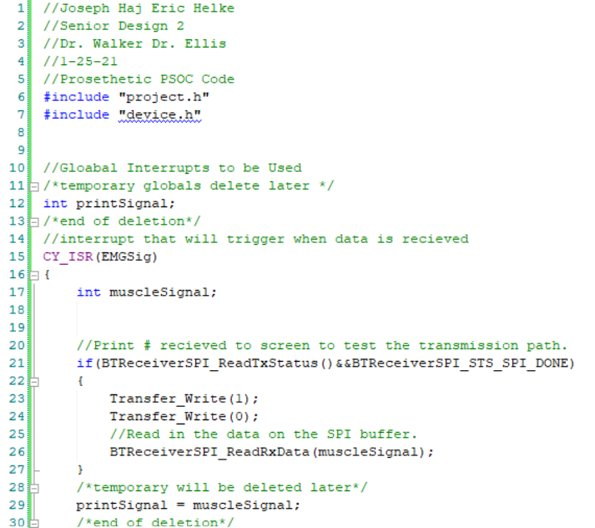 1 //Joseph Haj Eric Helke
2 //Senior Design 2
3 //Dr. Walker Dr. Ellis
4 //1-25-21
5 //Prosethetic PSOC Code
6 #include "project.h"
7 #include "device.h"
8
9
10 //Gloabal Interrupts to be Used
11 /*temporary globals delete later */
12 int printSignal;
13 /*end of deletion*/
14 //interrupt that will trigger when data is recieved
15 CY_ISR(EMGSig)
16 {
17     int muscleSignal;
18
19
20     //Print # recieved to screen to test the transmission path.
21     if(BTReceiverSPI_ReadTxStatus()&&BTReceiverSPI_STS_SPI_DONE)
22     {
23         Transfer_Write(1);
24         Transfer_Write(0);
25         //Read in the data on the SPI buffer.
26         BTReceiverSPI_ReadRxData(muscleSignal);
27     }
28     /*temporary will be deleted later*/
29     printSignal = muscleSignal;
30     /*end of deletion*/